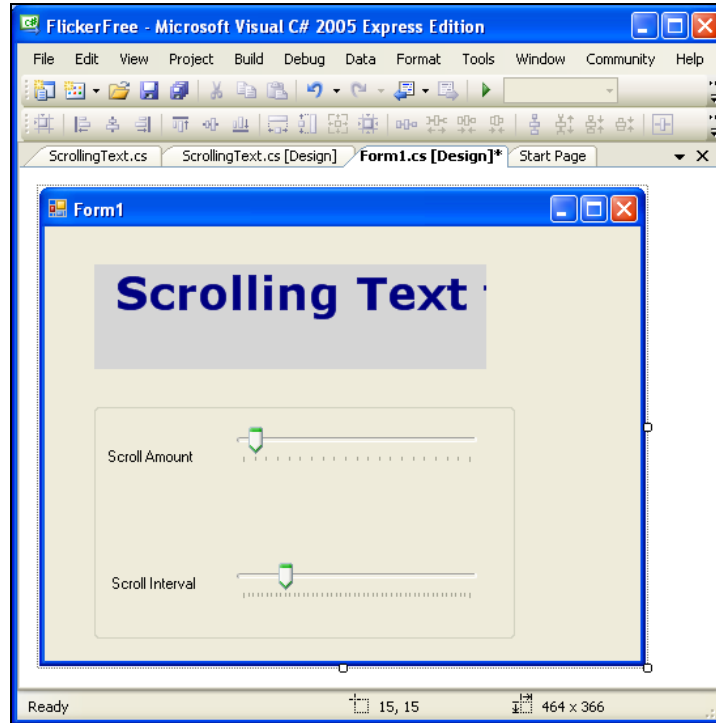 FlickerFree - Microsoft Visual C# 2005 Express Edition
File Edit View Project Build Debug Data Format Tools Window Community Help
ScrollingText.cs ScrollingText.cs [Design] Form1.cs [Design]* Start Page
Form1
Scrolling Text
Scroll Amount
Scroll Interval
Ready 15, 15 464 x 366